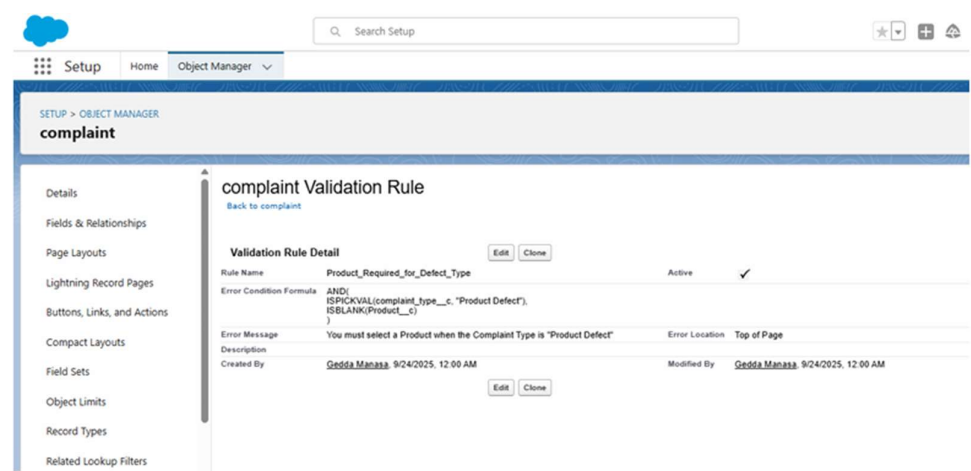 Search Setup
Setup Home Object Manager
SETUP > OBJECT MANAGER
complaint
Details
Fields & Relationships
Page Layouts
Lightning Record Pages
Buttons, Links, and Actions
Compact Layouts
Field Sets
Object Limits
Record Types
Related Lookup Filters
complaint Validation Rule
Back to complaint
Validation Rule Detail Edit Clone
Rule Name Product_Required_for_Defect_Type Active ✓
Error Condition Formula AND(
ISPICKVAL(complaint_type__c, "Product Defect"),
ISBLANK(Product__c)
)
Error Message You must select a Product when the Complaint Type is "Product Defect" Error Location Top of Page
Description
Created By Gedda Manasa, 9/24/2025, 12:00 AM Modified By Gedda Manasa, 9/24/2025, 12:00 AM
Edit Clone